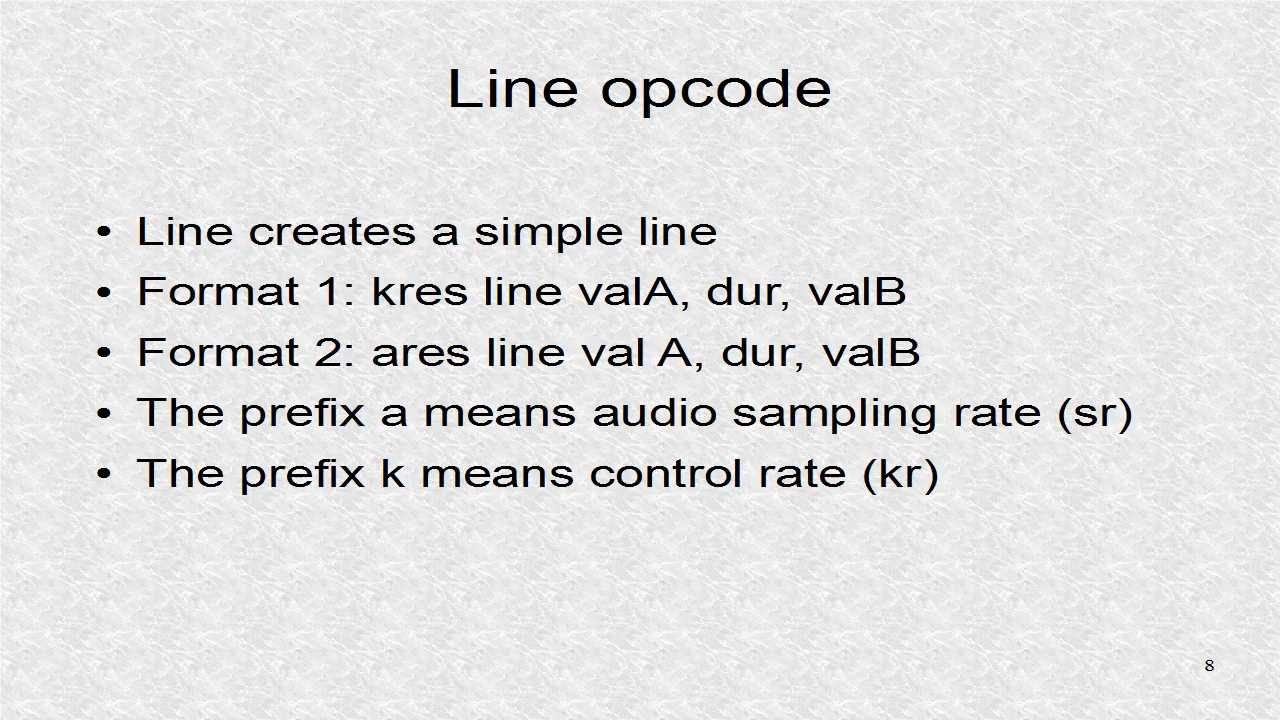 Line opcode
• Line creates a simple line
• Format 1: kres line valA, dur, valB
• Format 2: ares line val A, dur, valB
• The prefix a means audio sampling rate (sr)
• The prefix k means control rate (kr)
8